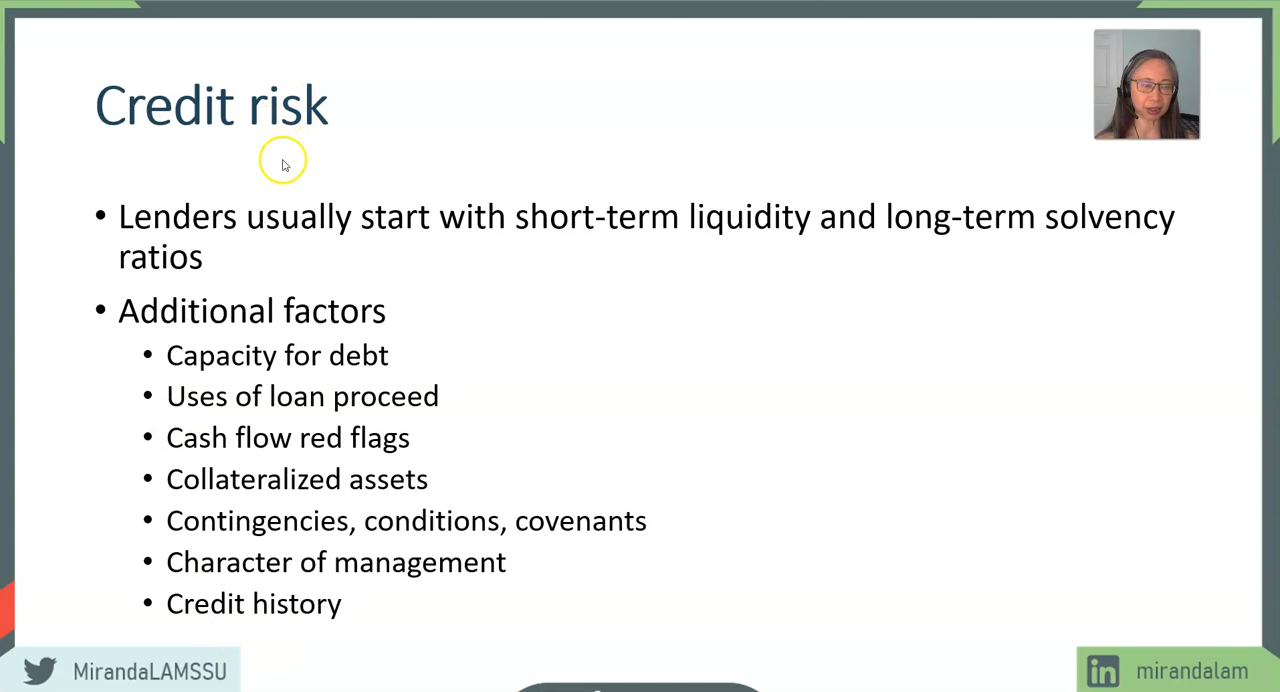 Credit risk
• Lenders usually start with short-term liquidity and long-term solvency
ratios
• Additional factors
• Capacity for debt
• Uses of loan proceed
• Cash flow red flags
• Collateralized assets
• Contingencies, conditions, covenants
• Character of management
• Credit history
MirandaLAMSSU
in mirandalam